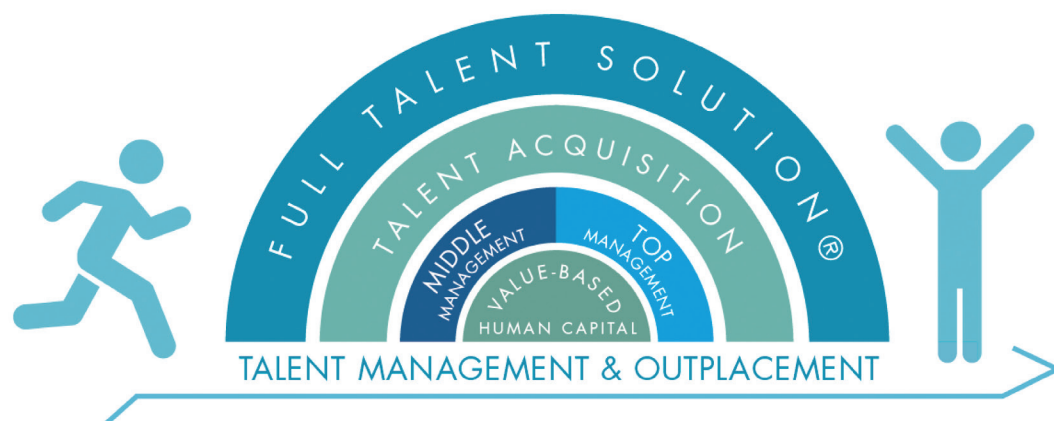 FULL TALENT SOLUTION®
TALENT ACQUISITION
MIDDLE
MANAGEMENT
TOP
MANAGEMENT
VALUE-BASED
HUMAN CAPITAL
TALENT MANAGEMENT & OUTPLACEMENT